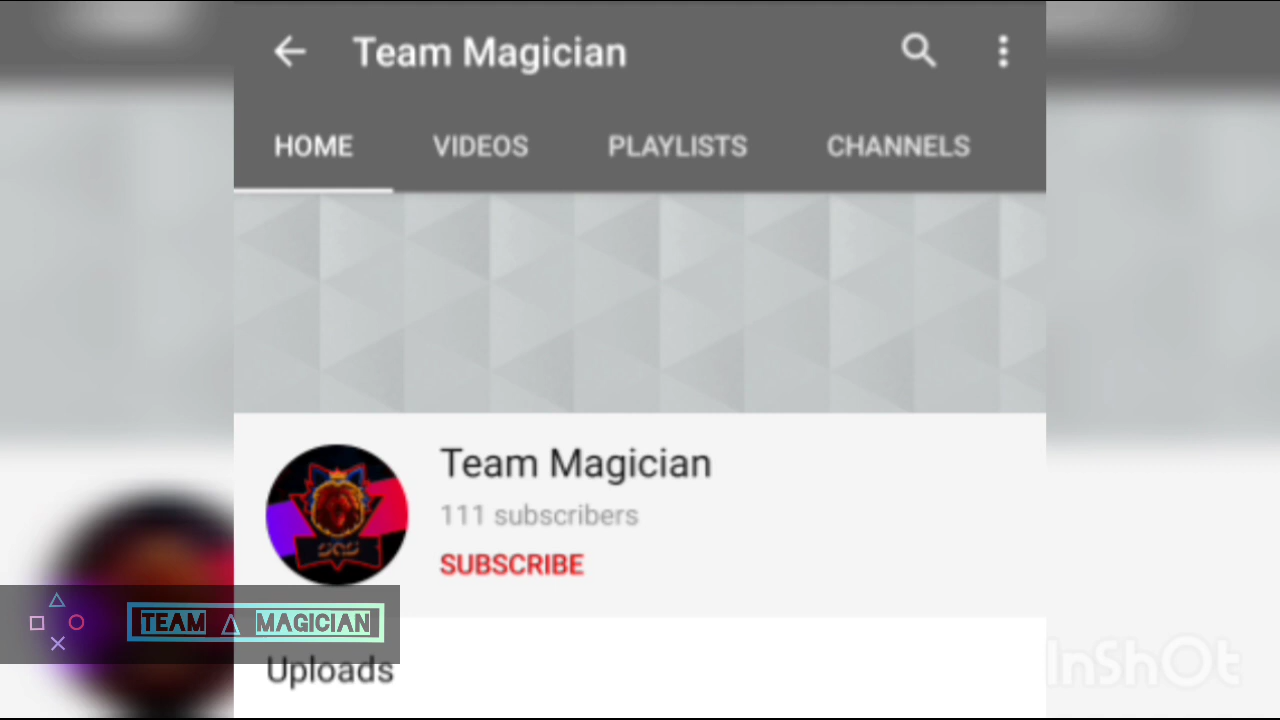 Team Magician
HOME VIDEOS PLAYLISTS CHANNELS
Team Magician
111 subscribers
SUBSCRIBE
TEAM △ MAGICIAN
Uploads
InShOt